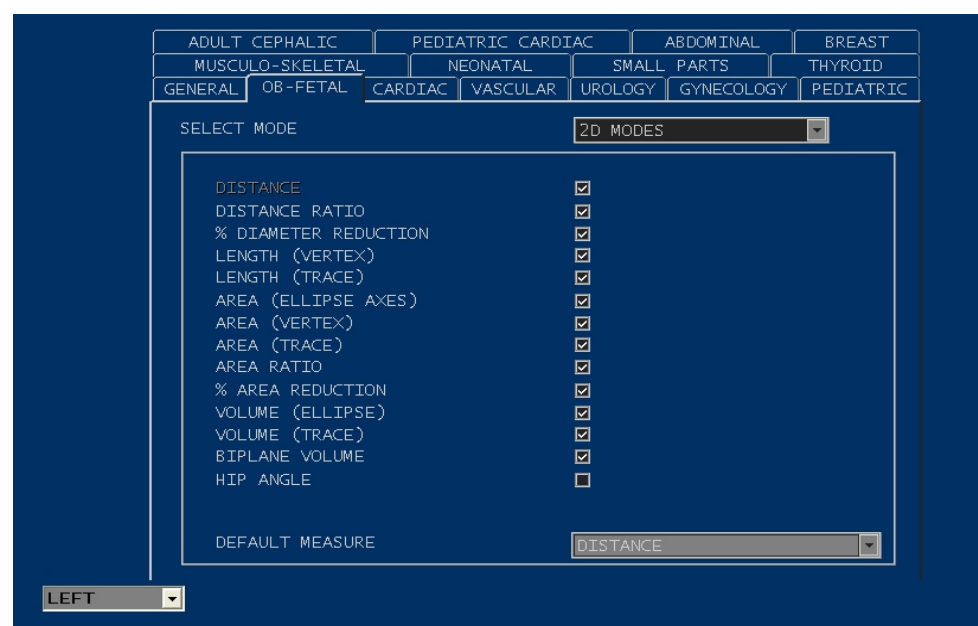 ADULT CEPHALIC PEDIATRIC CARDIAC ABDOMINAL BREAST
MUSCULO-SKELETAL NEONATAL SMALL PARTS THYROID
GENERAL OB-FETAL CARDIAC VASCULAR UROLOGY GYNECOLOGY PEDIATRIC
SELECT MODE 2D MODES
DISTANCE
DISTANCE RATIO
% DIAMETER REDUCTION
LENGTH (VERTEX)
LENGTH (TRACE)
AREA (ELLIPSE AXES)
AREA (VERTEX)
AREA (TRACE)
AREA RATIO
% AREA REDUCTION
VOLUME (ELLIPSE)
VOLUME (TRACE)
BIPLANE VOLUME
HIP ANGLE
DEFAULT MEASURE DISTANCE
LEFT